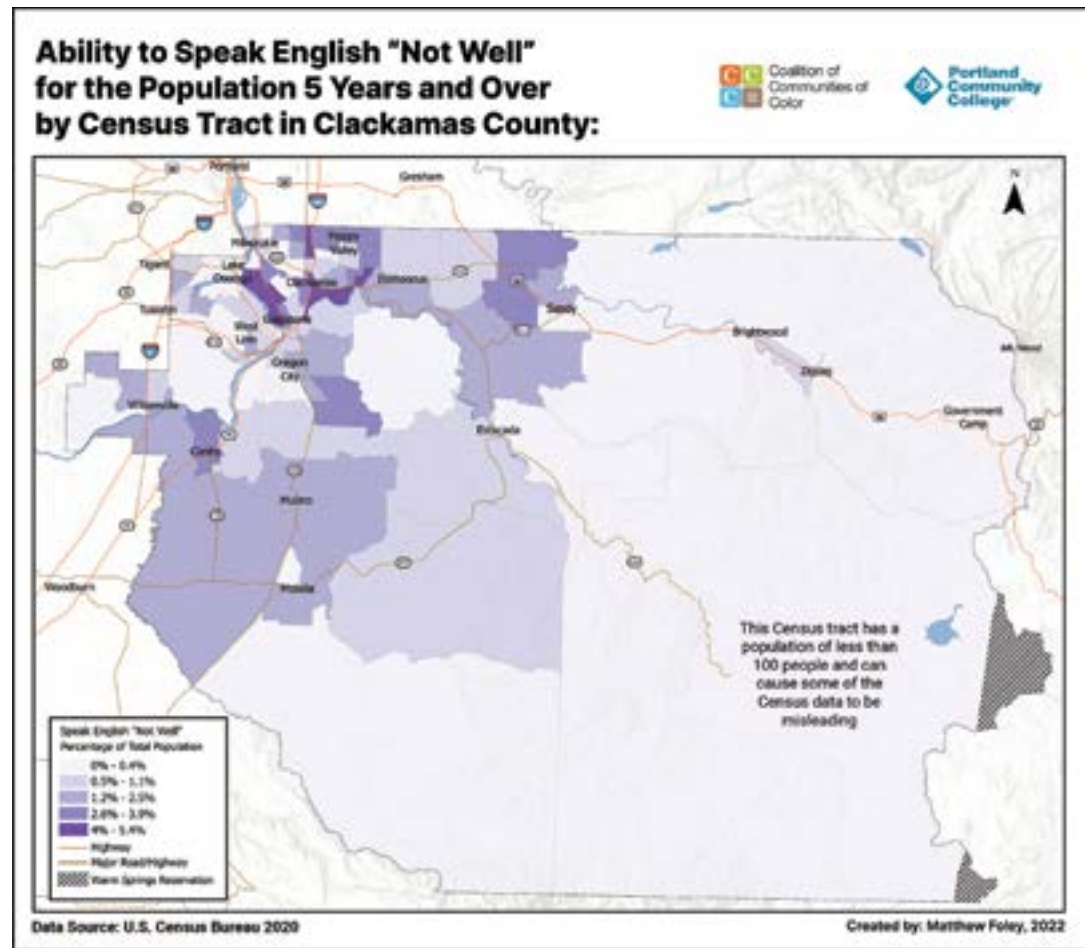 Ability to Speak English "Not Well"
for the Population 5 Years and Over
by Census Tract in Clackamas County:
C C
C
Coalition of
Communities of
Color
Portland
Community
College
Portland
Gresham
N
Milwaukie
Happy
Valley
Tigard
Lake
Oswego
Clackamas
Damascus
Tualatin
Gladstone
Sandy
West
Linn
Brightwood
Mt. Hood
Oregon
City
Zigzag
Wilsonville
Government
Camp
Estacada
Canby
Mulino
Woodburn
Molalla
This Census tract has a
population of less than
100 people and can
cause some of the
Census data to be
misleading
Speak English "Not Well"
Percentage of Total Population
0% - 0.4%
0.5% - 1.1%
1.2% - 2.5%
2.6% - 3.9%
4% - 5.4%
Highway
Major Road/Highway
Warm Springs Reservation
Data Source: U.S. Census Bureau 2020
Created by: Matthew Foley, 2022